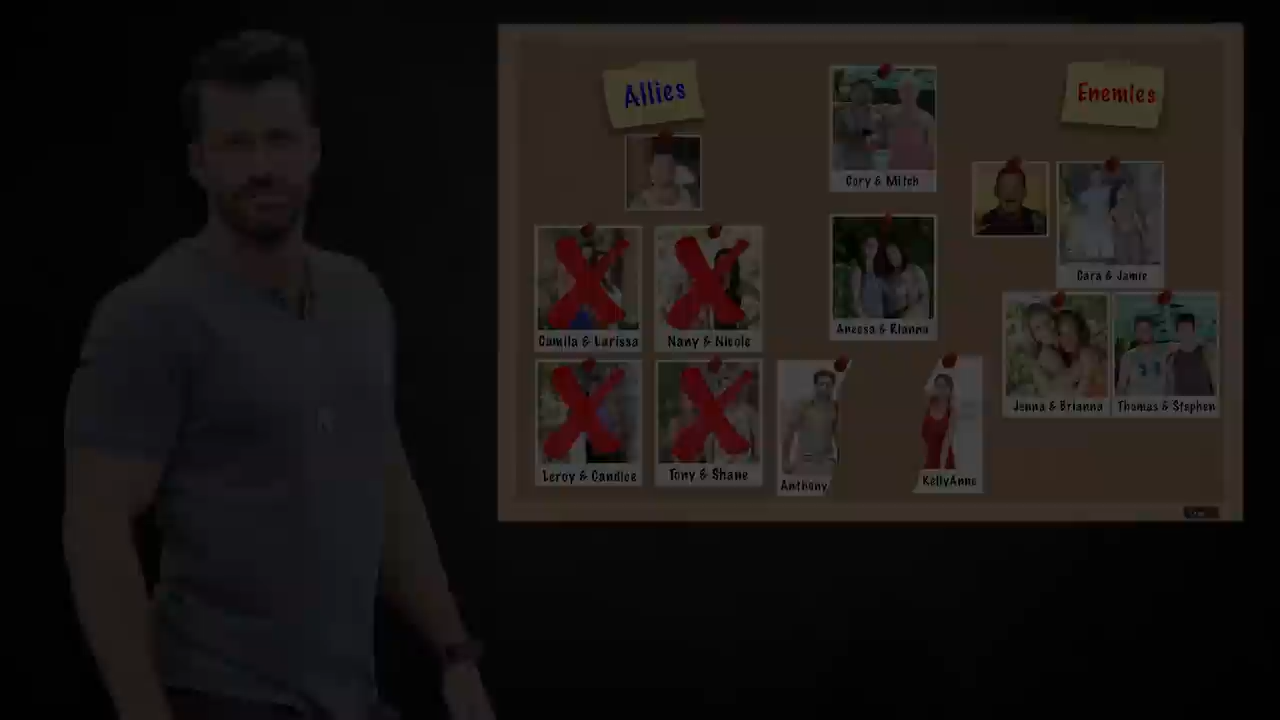 Allies
Enemies
Cory & Mitch
Cara & Jamie
Camila & Larissa
Nany & Nicole
Aneesa & Rianna
Jenna & Brianna
Thomas & Stephen
Leroy & Candice
Tony & Shane
Anthony
KellyAnne